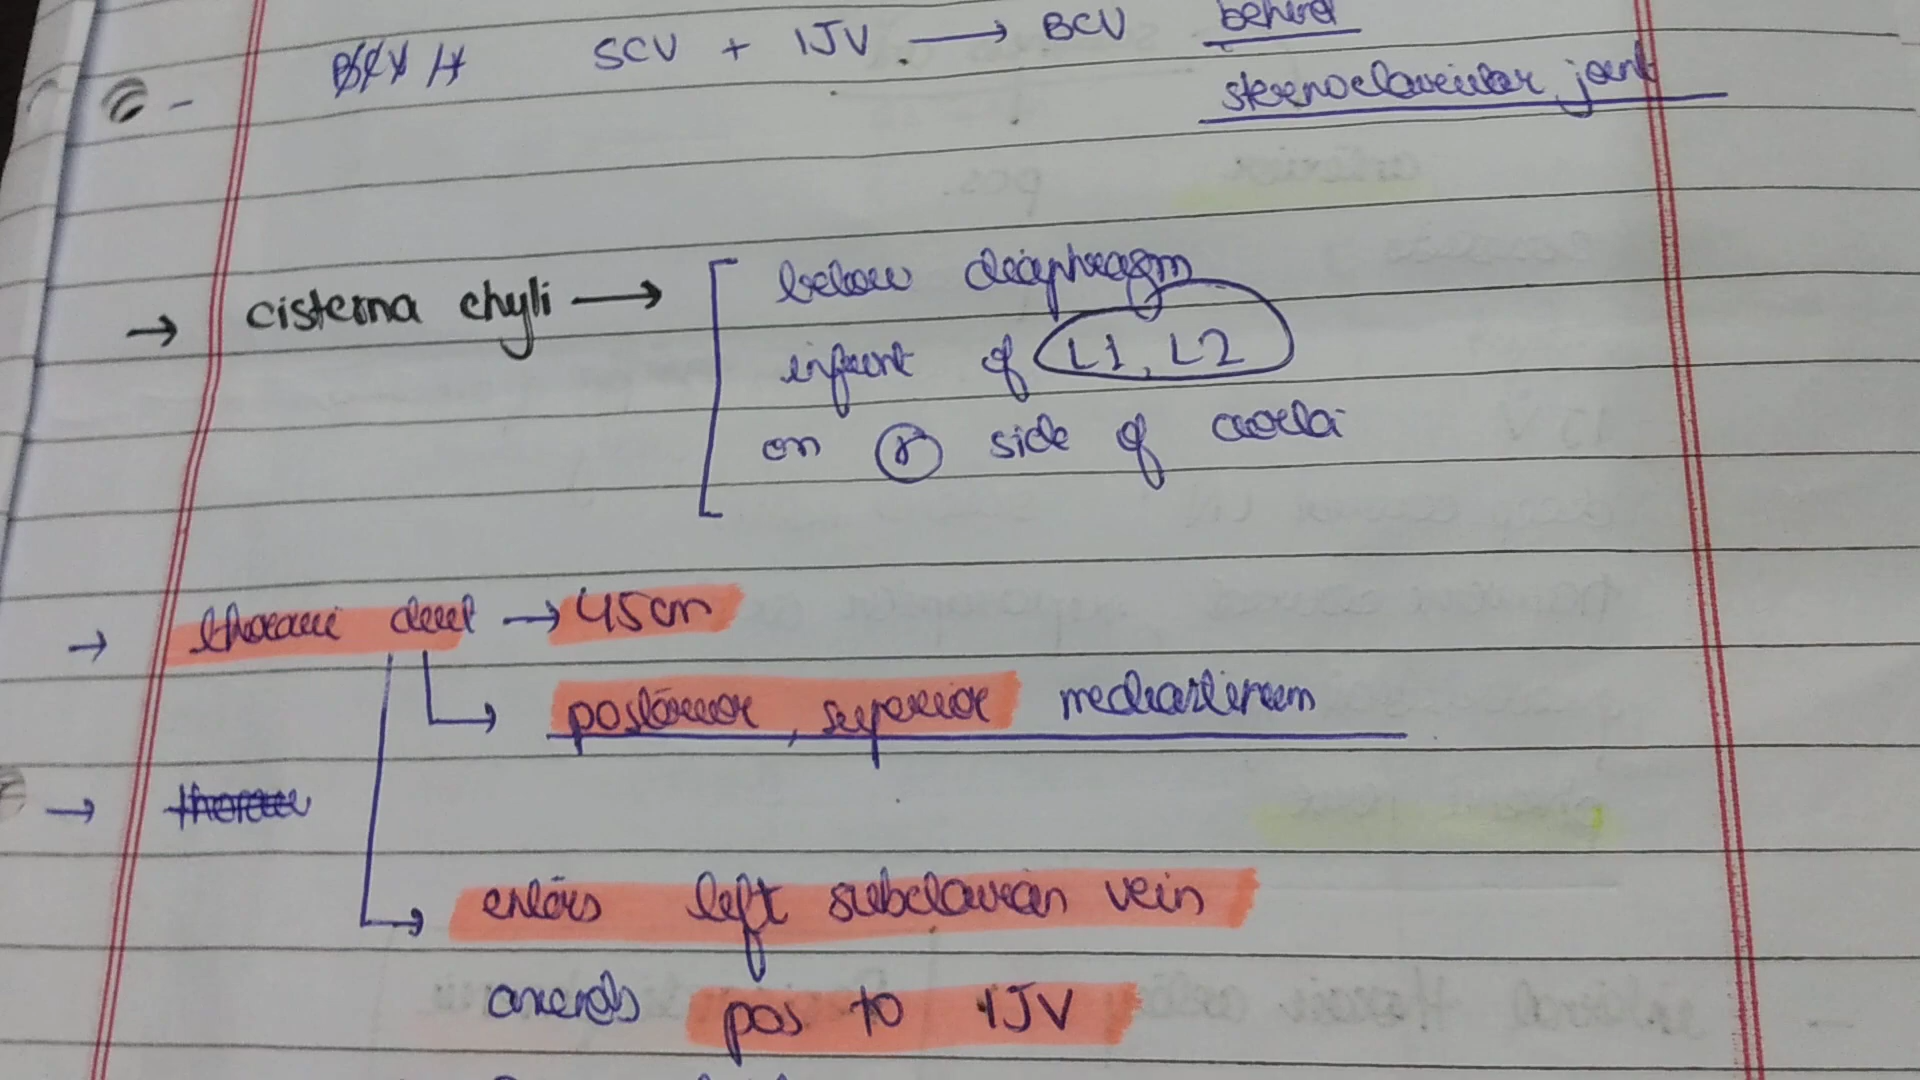 SCV + IJV → BCV behind
sternoclavicular joint
→ cisterna chyli → below diaphragm
infront of L1, L2
on (r) side of aorta
→ thoracic duct → 45cm
posterior, superior mediastinum
→
enters left subclavian vein
ascends pos to IJV